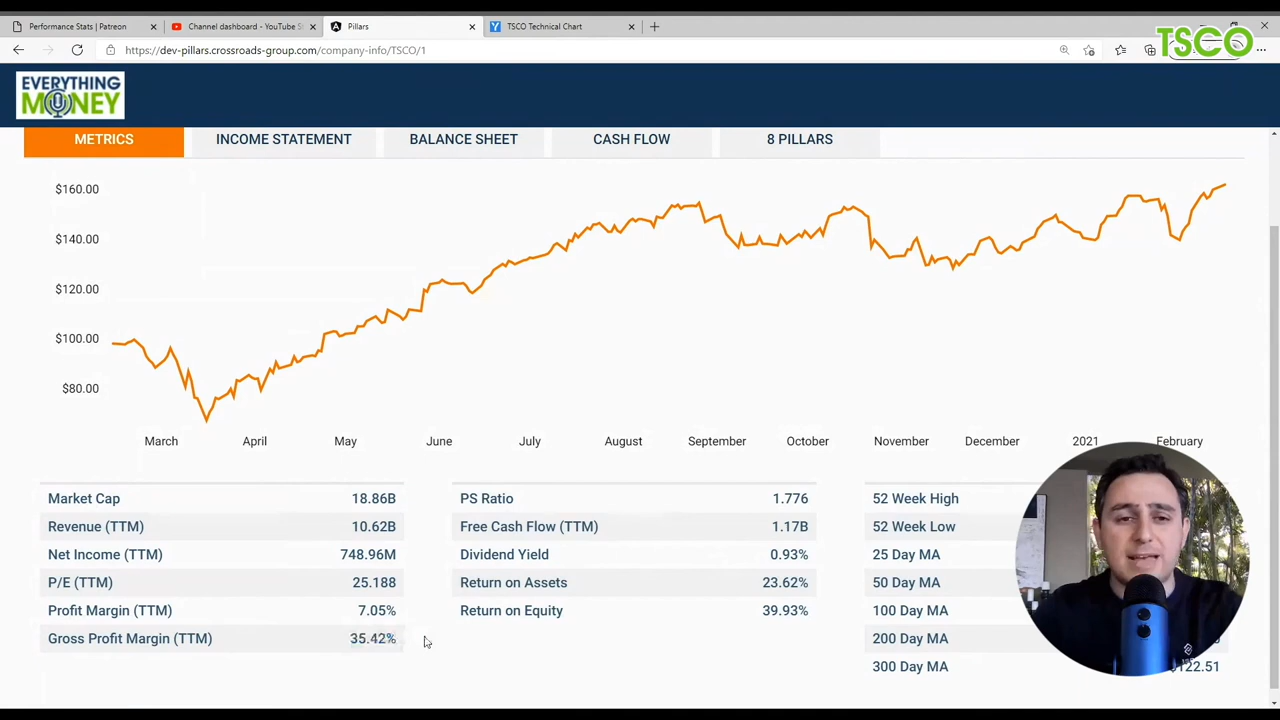 Performance Stats | Patreon
Channel dashboard - YouTube S
Pillars
TSCO Technical Chart
TSCO
https://dev-pillars.crossroads-group.com/company-info/TSCO/1
EVERYTHING
MONEY
METRICS
INCOME STATEMENT
BALANCE SHEET
CASH FLOW
8 PILLARS
$160.00
$140.00
$120.00
$100.00
$80.00
March April May June July August September October November December 2021 February
Market Cap 18.86B
Revenue (TTM) 10.62B
Net Income (TTM) 748.96M
P/E (TTM) 25.188
Profit Margin (TTM) 7.05%
Gross Profit Margin (TTM) 35.42%
PS Ratio 1.776
Free Cash Flow (TTM) 1.17B
Dividend Yield 0.93%
Return on Assets 23.62%
Return on Equity 39.93%
52 Week High
52 Week Low
25 Day MA
50 Day MA
100 Day MA
200 Day MA
300 Day MA $122.51